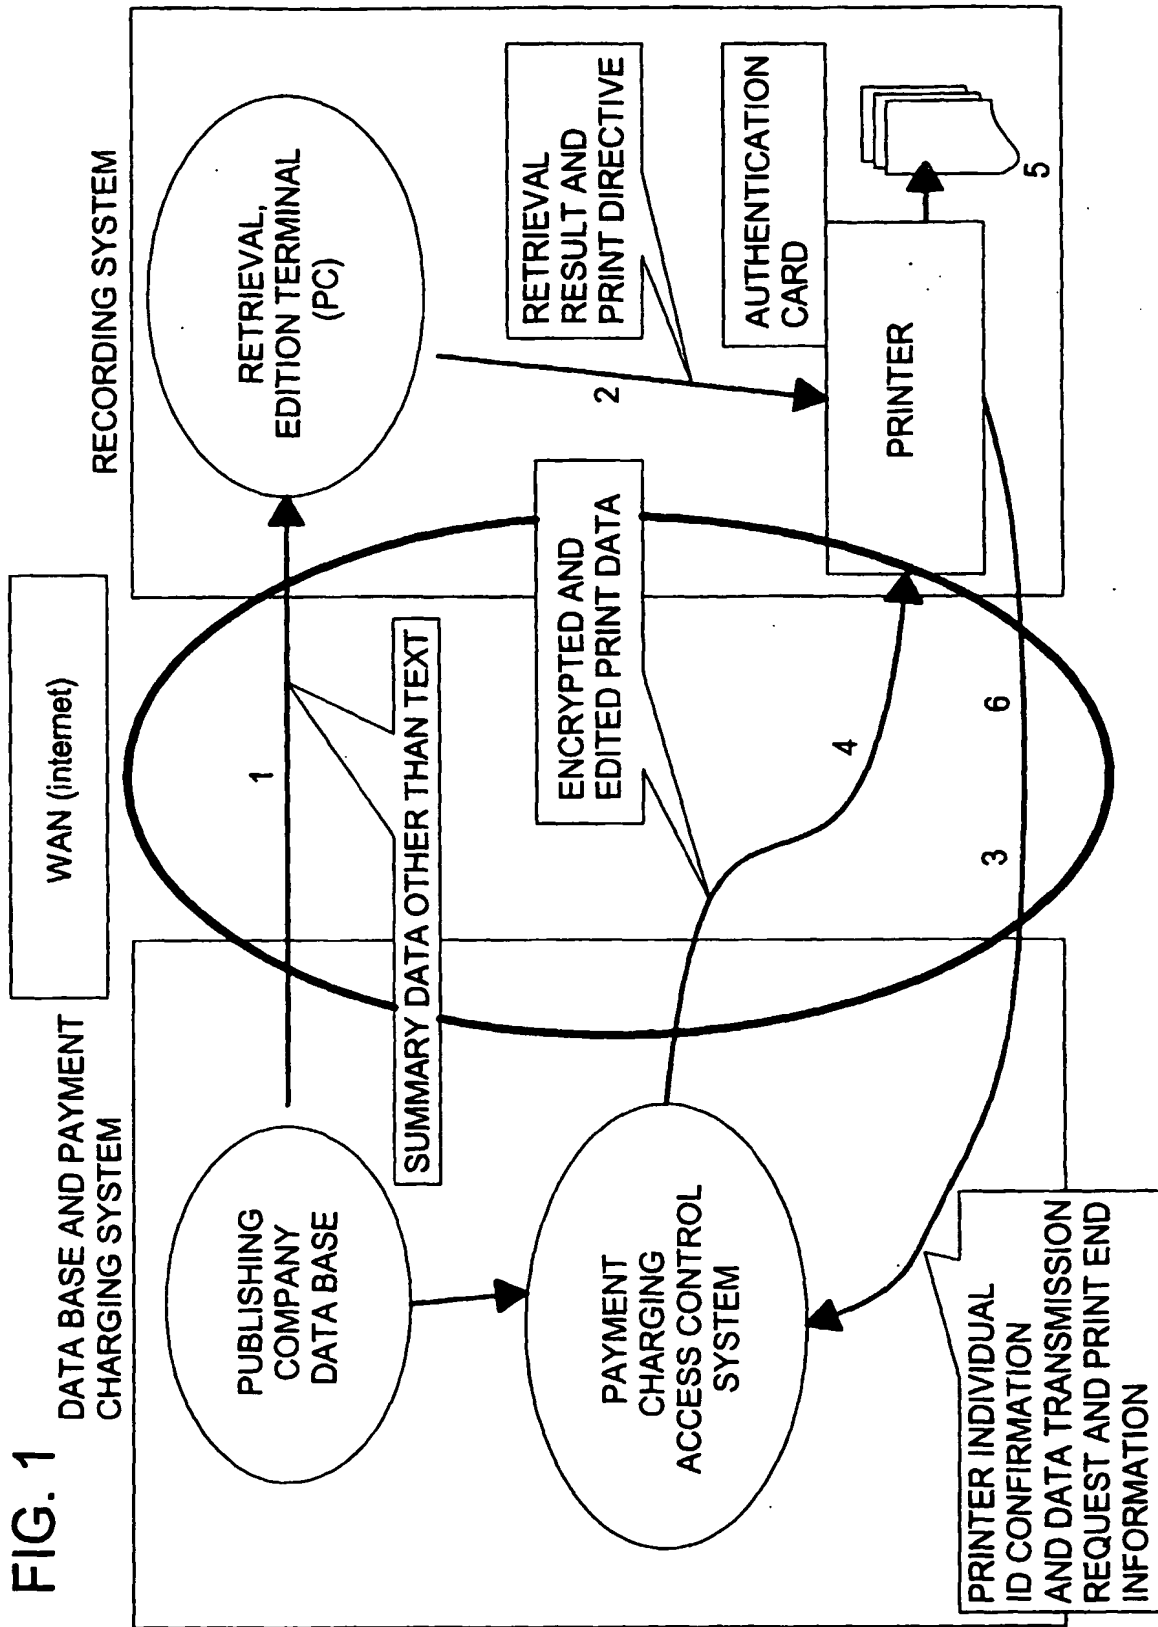 FIG. 1
DATA BASE AND PAYMENT
CHARGING SYSTEM
WAN (internet)
RECORDING SYSTEM
PUBLISHING
COMPANY
DATA BASE
1
SUMMARY DATA OTHER THAN TEXT
RETRIEVAL,
EDITION TERMINAL
(PC)
2
RETRIEVAL
RESULT AND
PRINT DIRECTIVE
PAYMENT
CHARGING
ACCESS CONTROL
SYSTEM
ENCRYPTED AND
EDITED PRINT DATA
4
AUTHENTICATION
CARD
PRINTER
5
3
6
PRINTER INDIVIDUAL
ID CONFIRMATION
AND DATA TRANSMISSION
REQUEST AND PRINT END
INFORMATION